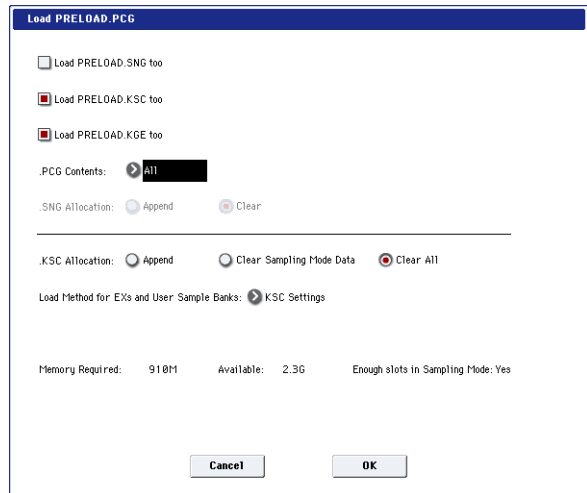 Load PRELOAD.PCG
Load PRELOAD.SNG too
Load PRELOAD.KSC too
Load PRELOAD.KGE too
.PCG Contents: All
.SNG Allocation: Append Clear
.KSC Allocation: Append Clear Sampling Mode Data Clear All
Load Method for EXs and User Sample Banks: KSC Settings
Memory Required: 910M Available: 2.3G Enough slots in Sampling Mode: Yes
Cancel OK